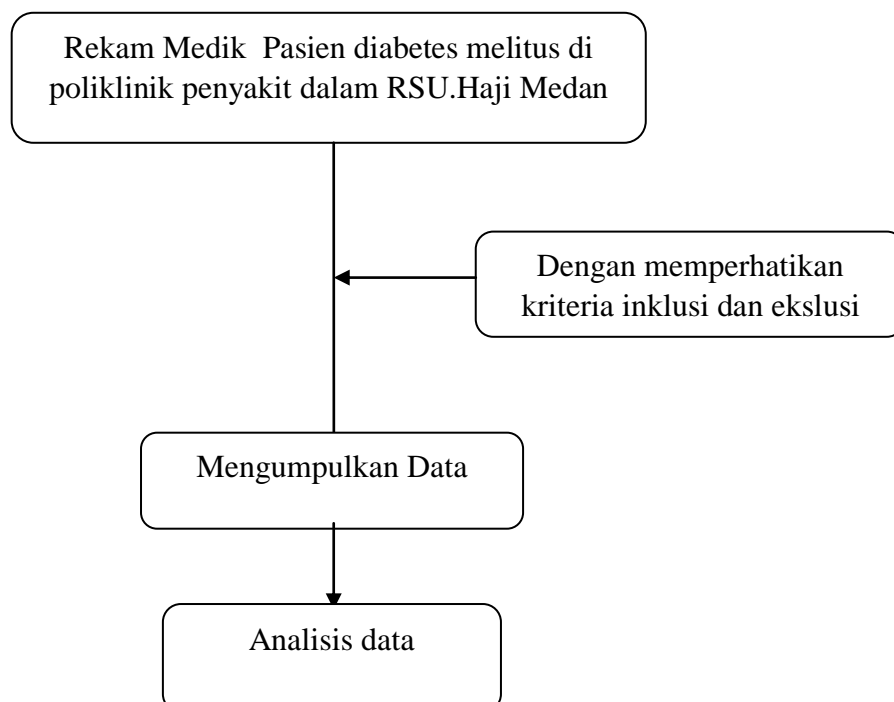 Rekam Medik  Pasien diabetes melitus di
poliklinik penyakit dalam RSU.Haji Medan
Dengan memperhatikan
kriteria inklusi dan ekslusi
Mengumpulkan Data
Analisis data